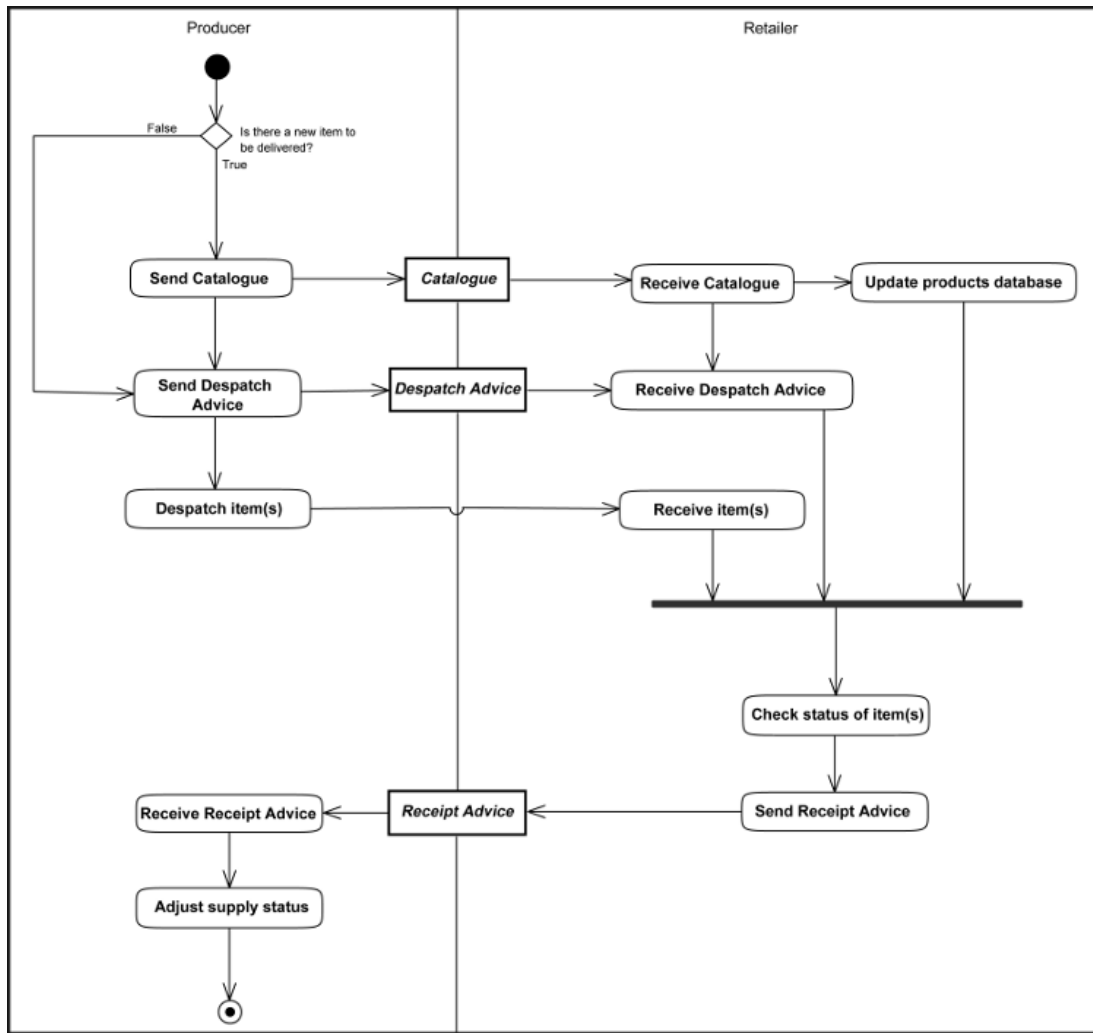 Producer
Retailer
False
Is there a new item to
be delivered?
True
Send Catalogue
Catalogue
Receive Catalogue
Update products database
Send Despatch
Advice
Despatch Advice
Receive Despatch Advice
Despatch item(s)
Receive item(s)
Check status of item(s)
Receive Receipt Advice
Receipt Advice
Send Receipt Advice
Adjust supply status